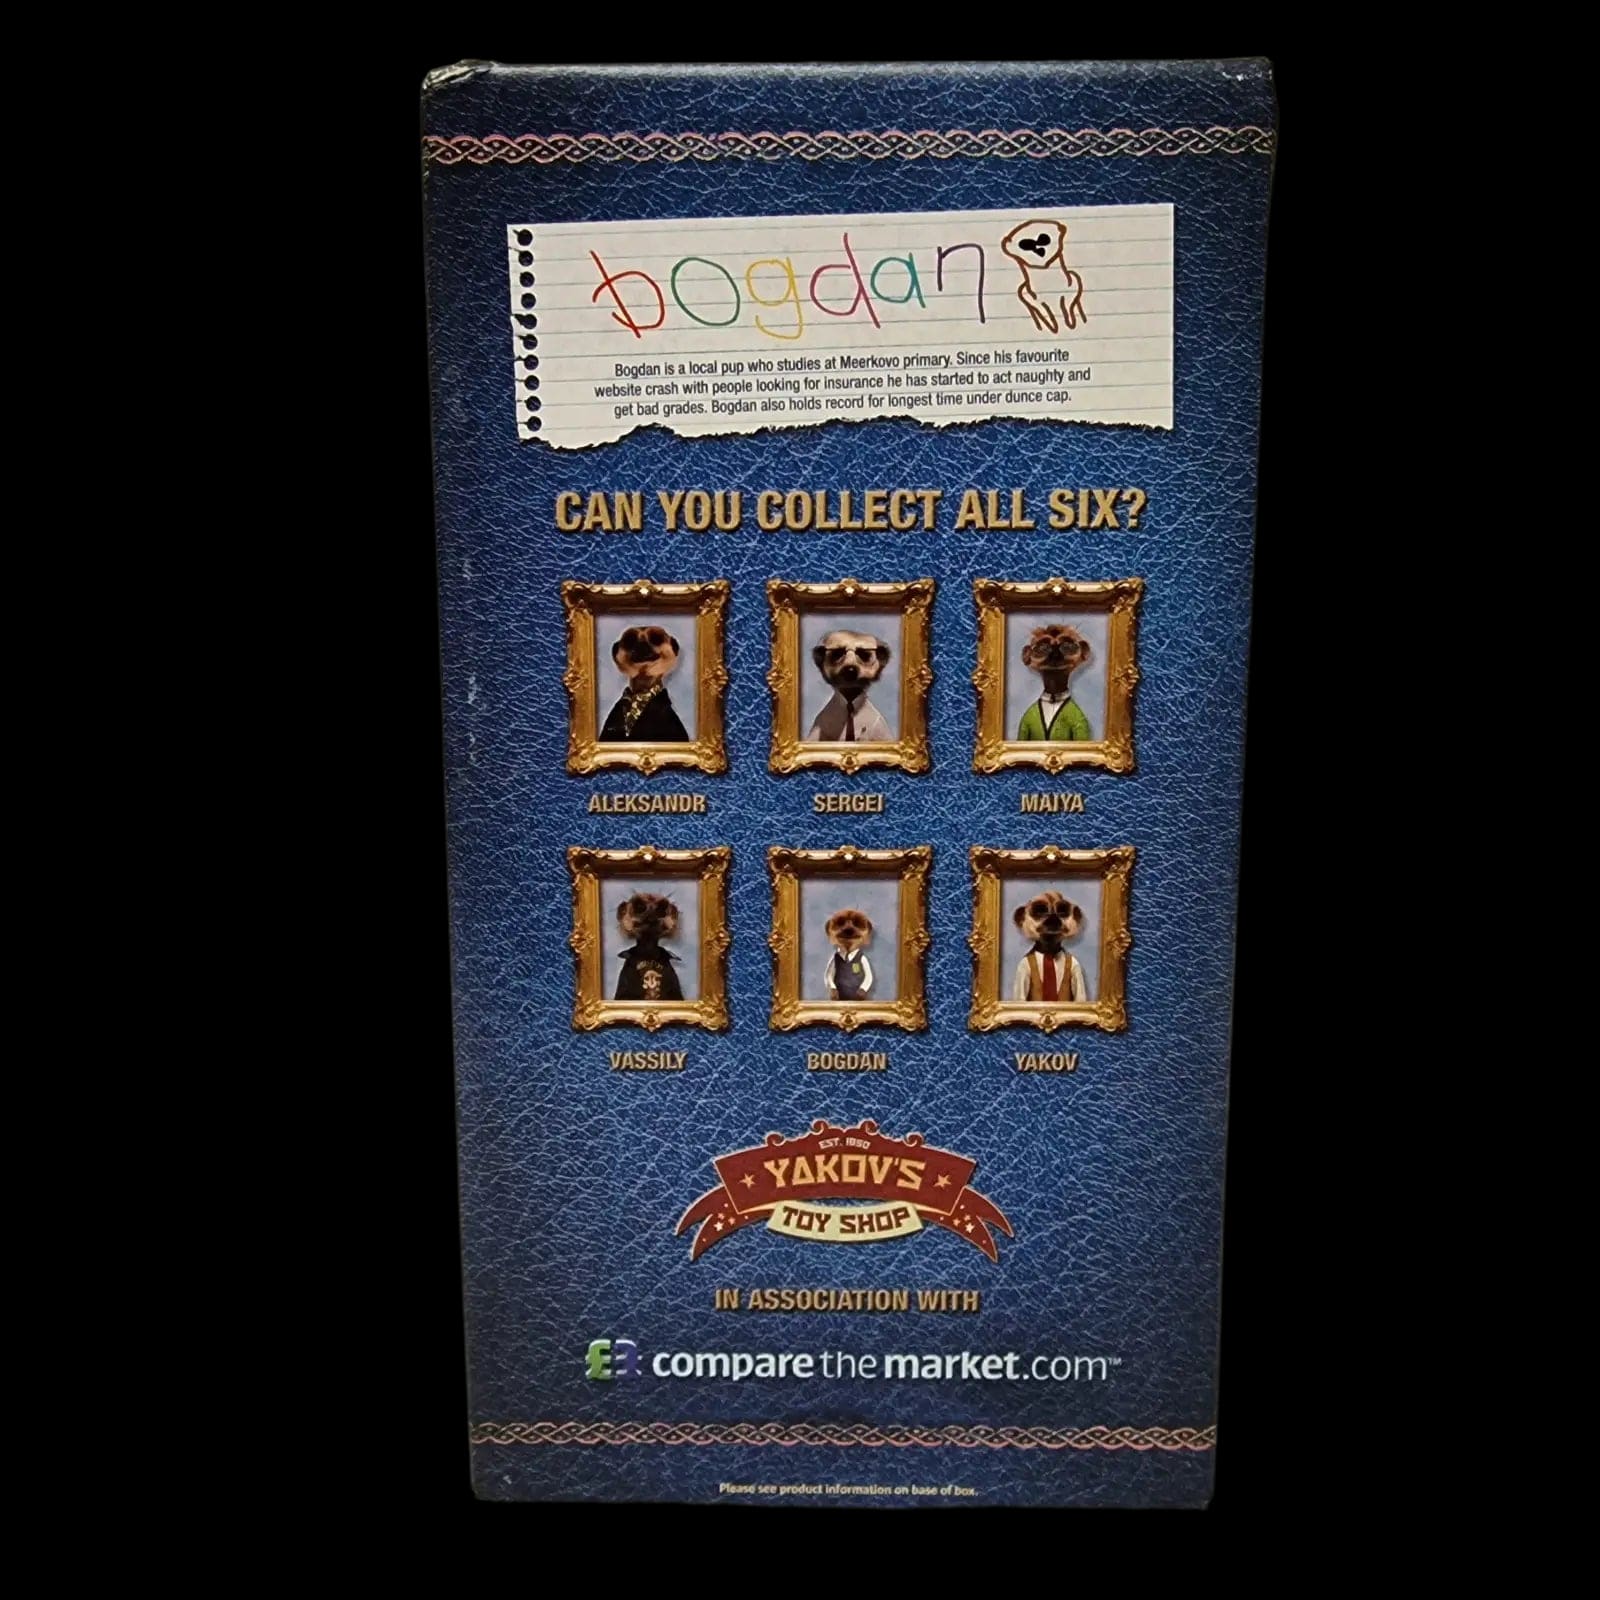 bogdan
Bogdan is a local pup who studies at Meerkovo primary. Since his favourite
website crash with people looking for insurance he has started to act naughty and
get bad grades. Bogdan also holds record for longest time under dunce cap.
CAN YOU COLLECT ALL SIX?
ALEKSANDR SERGEI MAIYA
VASSILY BOGDAN YAKOV
EST. 1850
YAKOV'S
TOY SHOP
IN ASSOCIATION WITH
comparethemarket.com™
Please see product information on base of box.